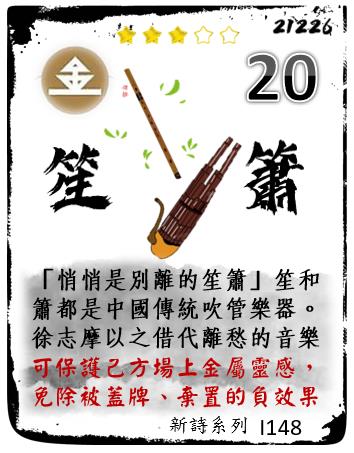 21226
金
20
笙 簫
「悄悄是別離的笙簫」笙和
簫都是中國傳統吹管樂器。
徐志摩以之借代離愁的音樂
可保護己方場上金屬靈感，
免除被蓋牌、棄置的負效果
新詩系列 I148